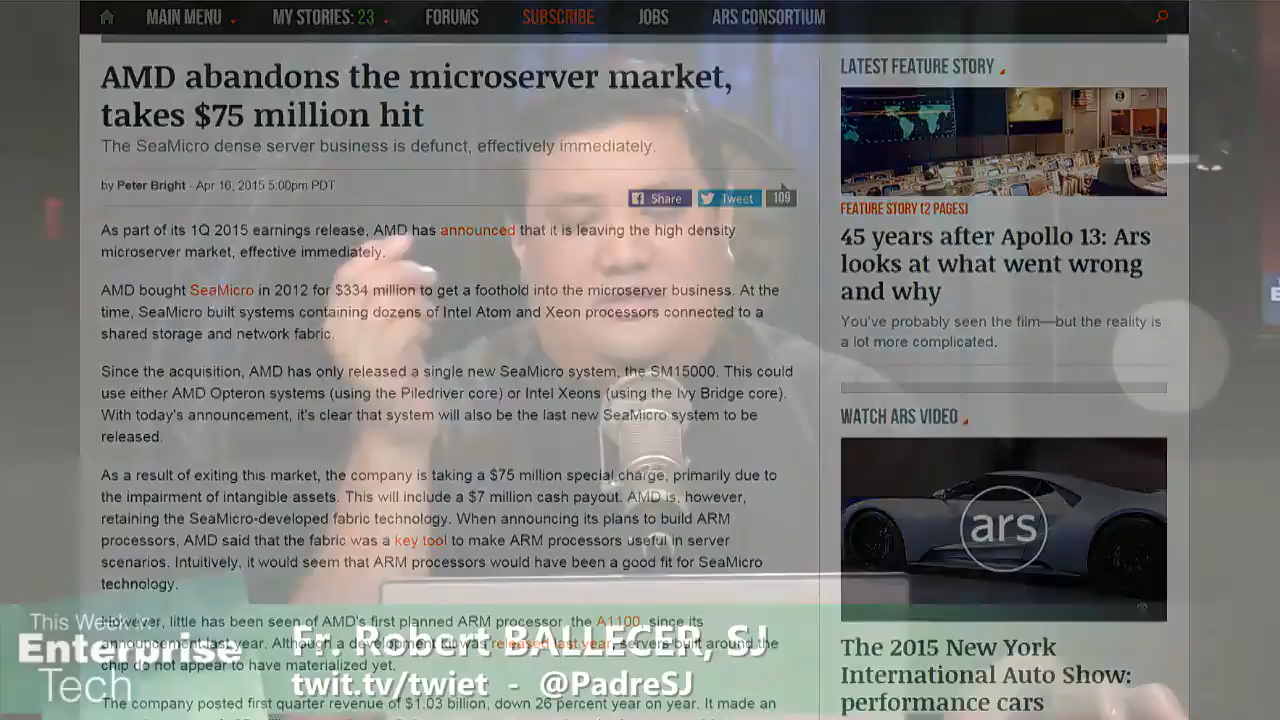 MAIN MENU
MY STORIES: 23
FORUMS
SUBSCRIBE
JOBS
ARS CONSORTIUM
AMD abandons the microserver market,
takes $75 million hit
The SeaMicro dense server business is defunct, effectively immediately.
by Peter Bright - Apr 16, 2015 5:00pm PDT
Share
Tweet
109
As part of its 1Q 2015 earnings release, AMD has announced that it is leaving the high density
microserver market, effective immediately.
AMD bought SeaMicro in 2012 for $334 million to get a foothold into the microserver business. At the
time, SeaMicro built systems containing dozens of Intel Atom and Xeon processors connected to a
shared storage and network fabric.
Since the acquisition, AMD has only released a single new SeaMicro system, the SM15000. This could
use either AMD Opteron systems (using the Piledriver core) or Intel Xeons (using the Ivy Bridge core).
With today's announcement, it's clear that system will also be the last new SeaMicro system to be
released.
As a result of exiting this market, the company is taking a $75 million special charge, primarily due to
the impairment of intangible assets. This will include a $7 million cash payout. AMD is, however,
retaining the SeaMicro-developed fabric technology. When announcing its plans to build ARM
processors, AMD said that the fabric was a key tool to make ARM processors useful in server
scenarios. Intuitively, it would seem that ARM processors would have been a good fit for SeaMicro
technology.
However, little has been seen of AMD's first planned ARM processor, the A1100, since its
announcement last year. Although a development kit was released last year, servers built around the
chip do not appear to have materialized yet.
The company posted first quarter revenue of $1.03 billion, down 26 percent year on year. It made an
LATEST FEATURE STORY
FEATURE STORY (2 PAGES)
45 years after Apollo 13: Ars
looks at what went wrong
and why
You've probably seen the film—but the reality is
a lot more complicated.
WATCH ARS VIDEO
ars
The 2015 New York
International Auto Show:
performance cars
This Week in
Enterprise
Tech
Fr. Robert BALLECER, SJ
twit.tv/twiet - @PadreSJ